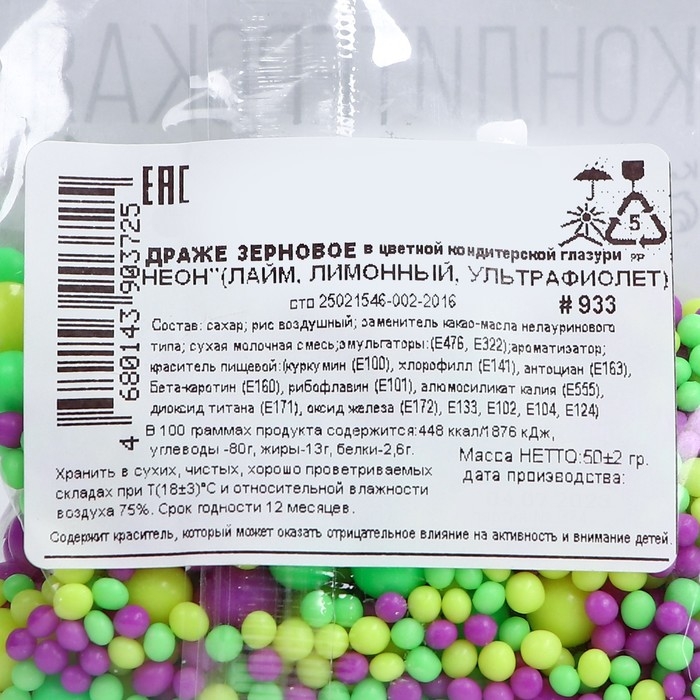 КОНДИТЕРСКАЯ
EAC
5
PP
4 680143 903725
ДРАЖЕ ЗЕРНОВОЕ в цветной кондитерской глазури
НЕОН"(ЛАЙМ, ЛИМОННЫЙ, УЛЬТРАФИОЛЕТ)
сто 25021546-002-2016 #933
Состав: сахар; рис воздушный; заменитель какао-масла нелауринового
типа; сухая молочная смесь;эмульгаторы:(Е476, Е322);ароматизатор;
краситель пищевой:(куркумин (Е100), хлорофилл (Е141), антоциан (Е163),
Бета-каротин (Е160), рибофлавин (Е101), алюмосиликат калия (Е555),
диоксид титана (Е171), оксид железа (Е172), Е133, Е102, Е104, Е124)
В 100 граммах продукта содержится:448 ккал/1876 кДж,
углеводы -80г, жиры-13г, белки-2,6г.
Масса НЕТТО:50±2 гр.
дата производства:
Хранить в сухих, чистых, хорошо проветриваемых
складах при Т(18±3)°С и относительной влажности
воздуха 75%. Срок годности 12 месяцев.
Содержит краситель, который может оказать отрицательное влияние на активность и внимание детей.